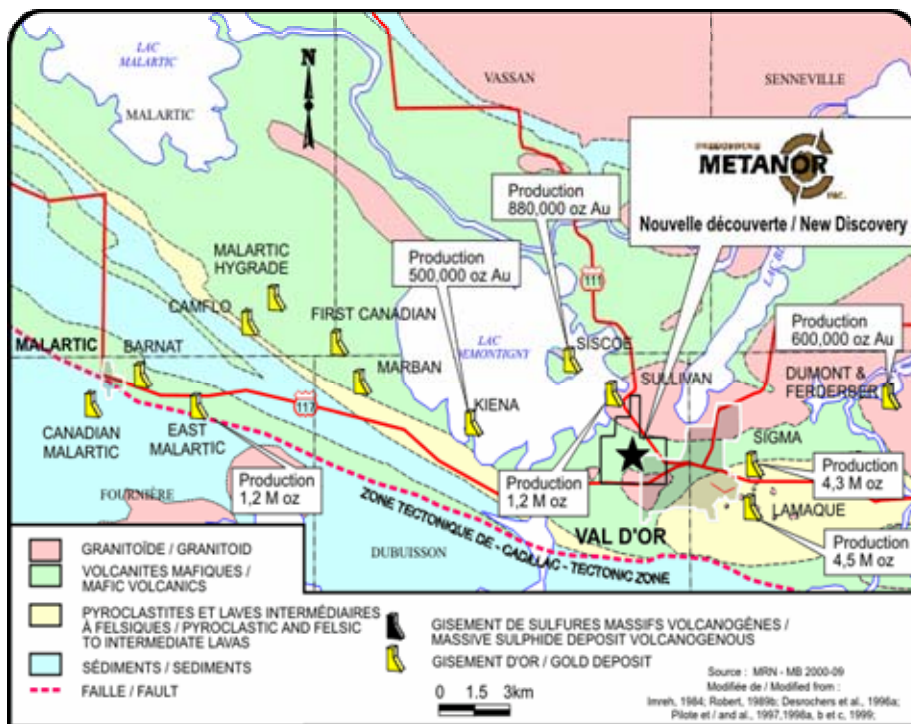 LAC
MALARTIC
MALARTIC
N
VASSAN
SENNEVILLE
METANOR
INC.
Nouvelle découverte / New Discovery
Production
880,000 oz Au
Production
500,000 oz Au
111
MALARTIC
HYGRADE
CAMFLO
FIRST CANADIAN
LAC
SISCOE
Production
600,000 oz Au
MALARTIC
BARNAT
MARBAN
SULLIVAN
DUMONT &
FERDERBER
117
KIENA
CANADIAN
MALARTIC
EAST
MALARTIC
SIGMA
Production
1,2 M oz
Production
1,2 M oz
Production
4,3 M oz
FOURNIÈRE
LAMAQUE
ZONE TECTONIQUE DE - CADILLAC - TECTONIC ZONE
VAL D'OR
DUBUISSON
Production
4,5 M oz
GRANITOÏDE / GRANITOID
VOLCANITES MAFIQUES /
MAFIC VOLCANICS
PYROCLASTITES ET LAVES INTERMÉDIAIRES
À FELSIQUES / PYROCLASTIC AND FELSIC
TO INTERMEDIATE LAVAS
SÉDIMENTS / SEDIMENTS
FAILLE / FAULT
GISEMENT DE SULFURES MASSIFS VOLCANOGÈNES /
MASSIVE SULPHIDE DEPOSIT VOLCANOGENOUS
GISEMENT D'OR / GOLD DEPOSIT
0 1.5 3km
Source : MRN - MB 2000-09
Modifiée de / Modified from :
Imreh, 1984; Robert, 1989b; Desrochers et al., 1996a;
Pilote et / and al., 1997,1998a, b et c, 1999;